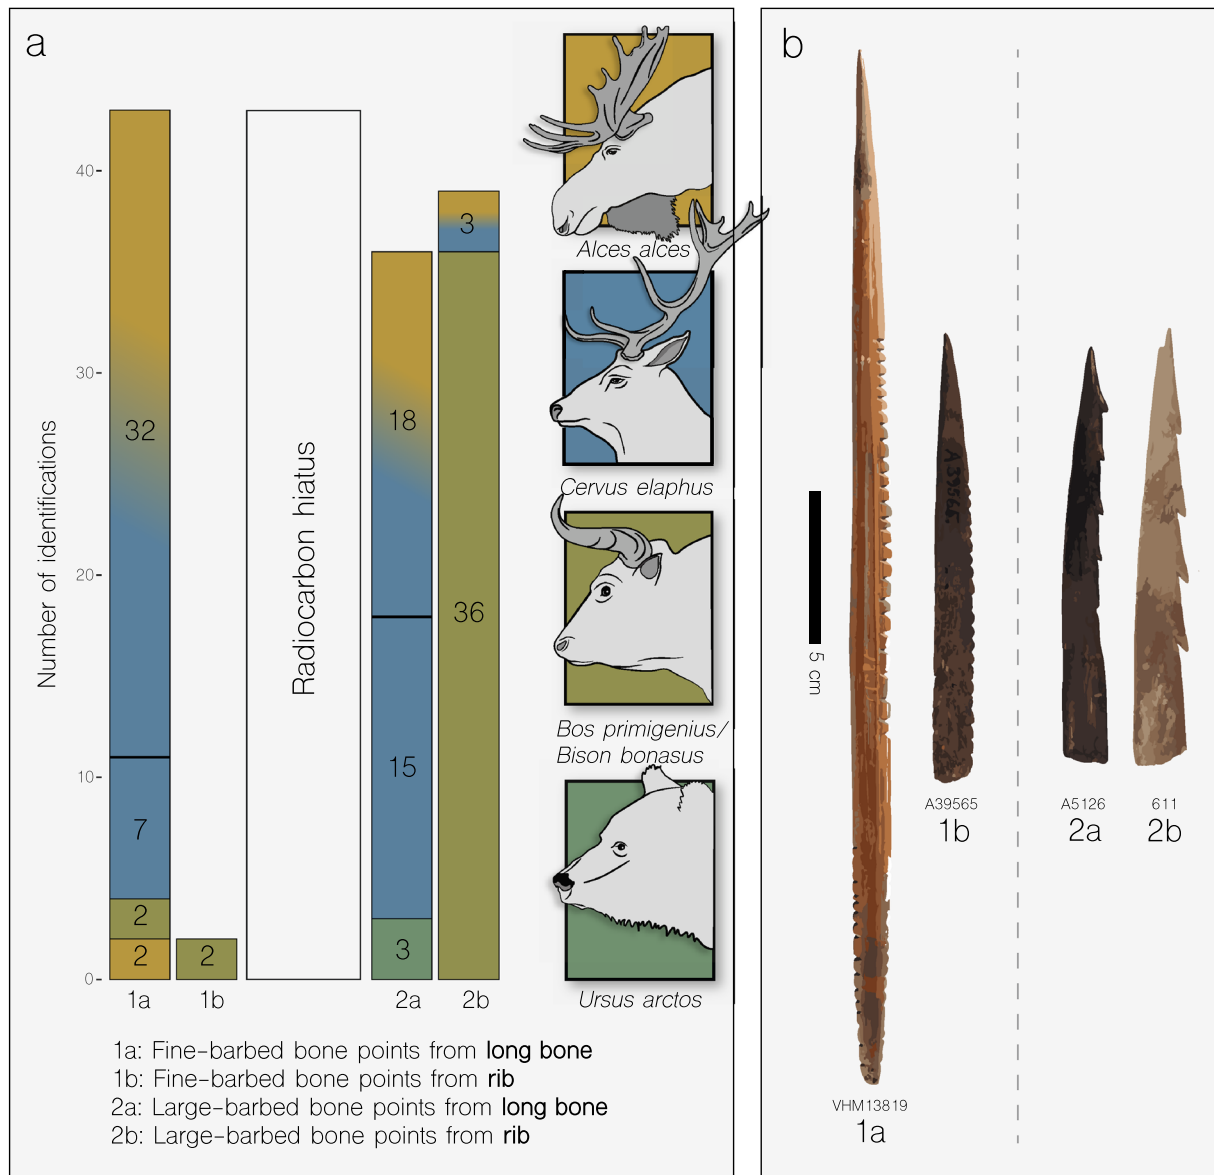 a
Number of identifications
40
30
20
10
0
32
7
2
2
2
Radiocarbon hiatus
18
15
3
3
36
1a
1b
2a
2b
Alces alces
Cervus elaphus
Bos primigenius/
Bison bonasus
Ursus arctos
1a: Fine-barbed bone points from long bone
1b: Fine-barbed bone points from rib
2a: Large-barbed bone points from long bone
2b: Large-barbed bone points from rib
b
5 cm
A39565.
VHM13819
1a
A39565
1b
A5126
2a
611
2b